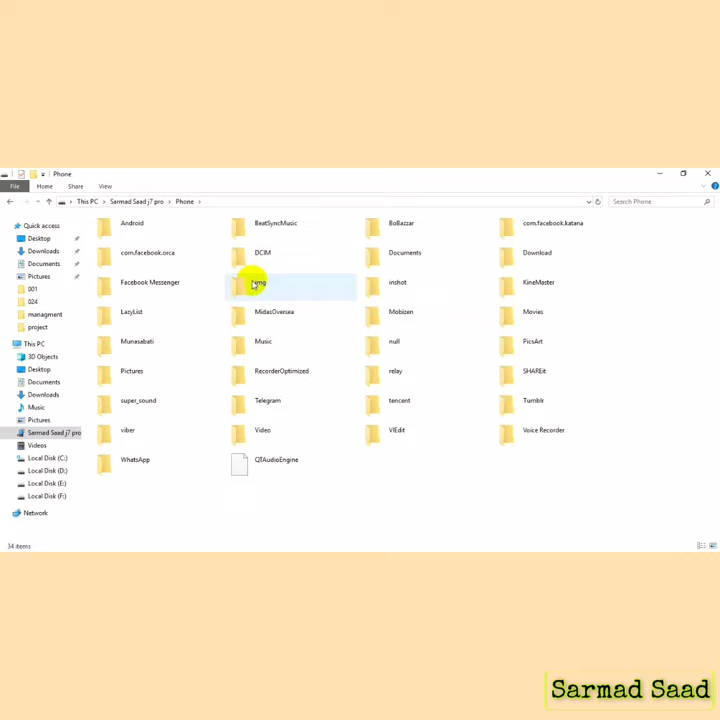 Phone
File Home Share View
This PC Sarmad Saad j7 pro Phone
Search Phone
Quick access
Desktop
Downloads
Documents
Pictures
001
024
managment
project
This PC
3D Objects
Desktop
Documents
Downloads
Music
Pictures
Sarmad Saad j7 pro
Videos
Local Disk (C:)
Local Disk (D:)
Local Disk (E:)
Local Disk (F:)
Network
Android BeatSyncMusic BoBazzar com.facebook.katana
com.facebook.orca DCIM Documents Download
Facebook Messenger inshot KineMaster
LazyList MidasOversea Mobizen Movies
Munasabati Music null PicsArt
Pictures RecorderOptimized relay SHAREit
super_sound Telegram tencent Tumblr
viber Video VIEdit Voice Recorder
WhatsApp QTAudioEngine
34 items
Sarmad Saad